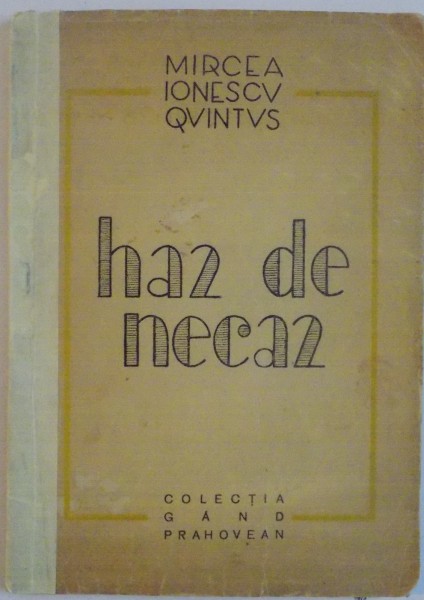 MIRCEA
IONESCV
QVINTVS
haz de
necaz
COLECȚIA
GÂND
PRAHOVEAN